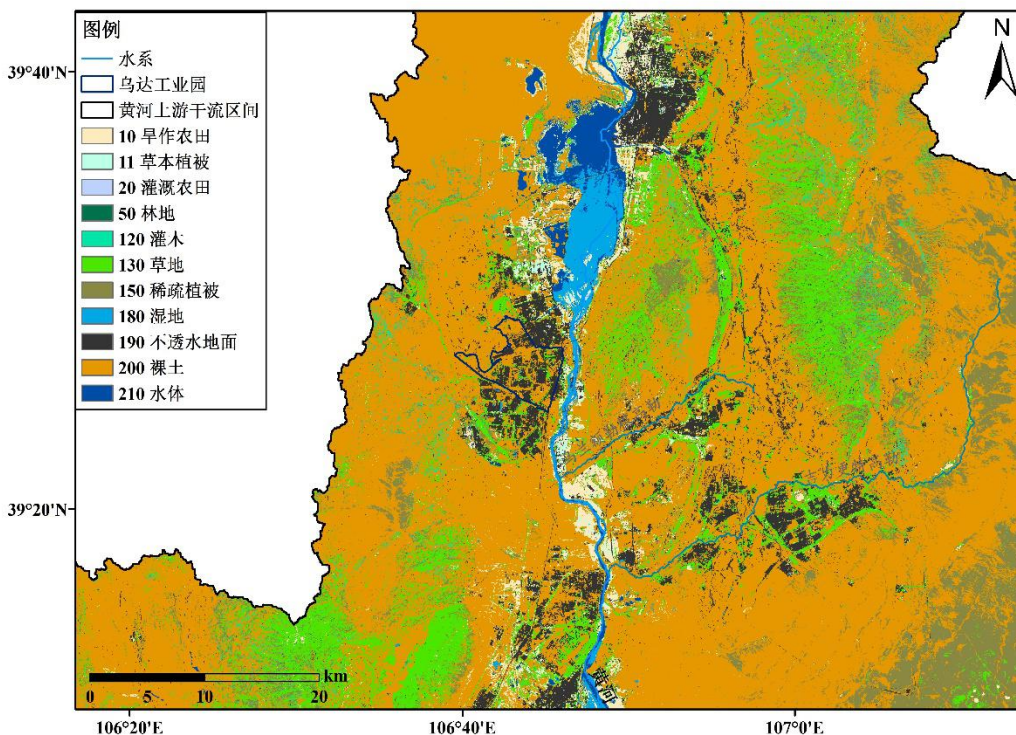 图例
水系
乌达工业园
黄河上游干流区间
10 旱作农田
11 草本植被
20 灌溉农田
50 林地
120 灌木
130 草地
150 稀疏植被
180 湿地
190 不透水地面
200 裸土
210 水体
N
39°40'N
39°20'N
黄河
km
0 5 10 20
106°20'E 106°40'E 107°0'E